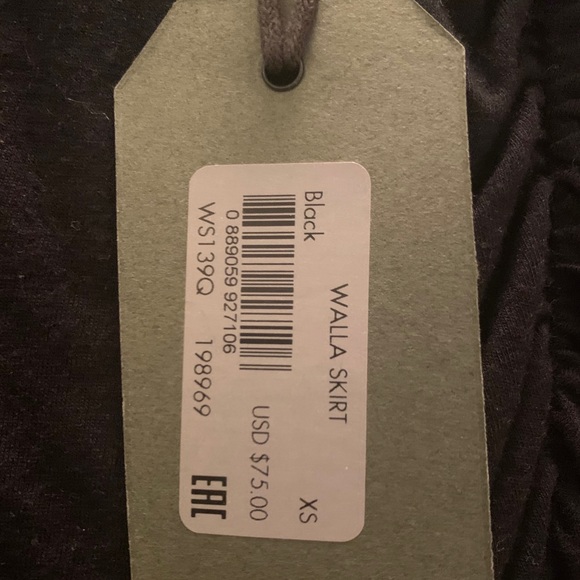 WALLA SKIRT XS
Black
0 889059 927106
USD $75.00
WS139Q 198969
EAC